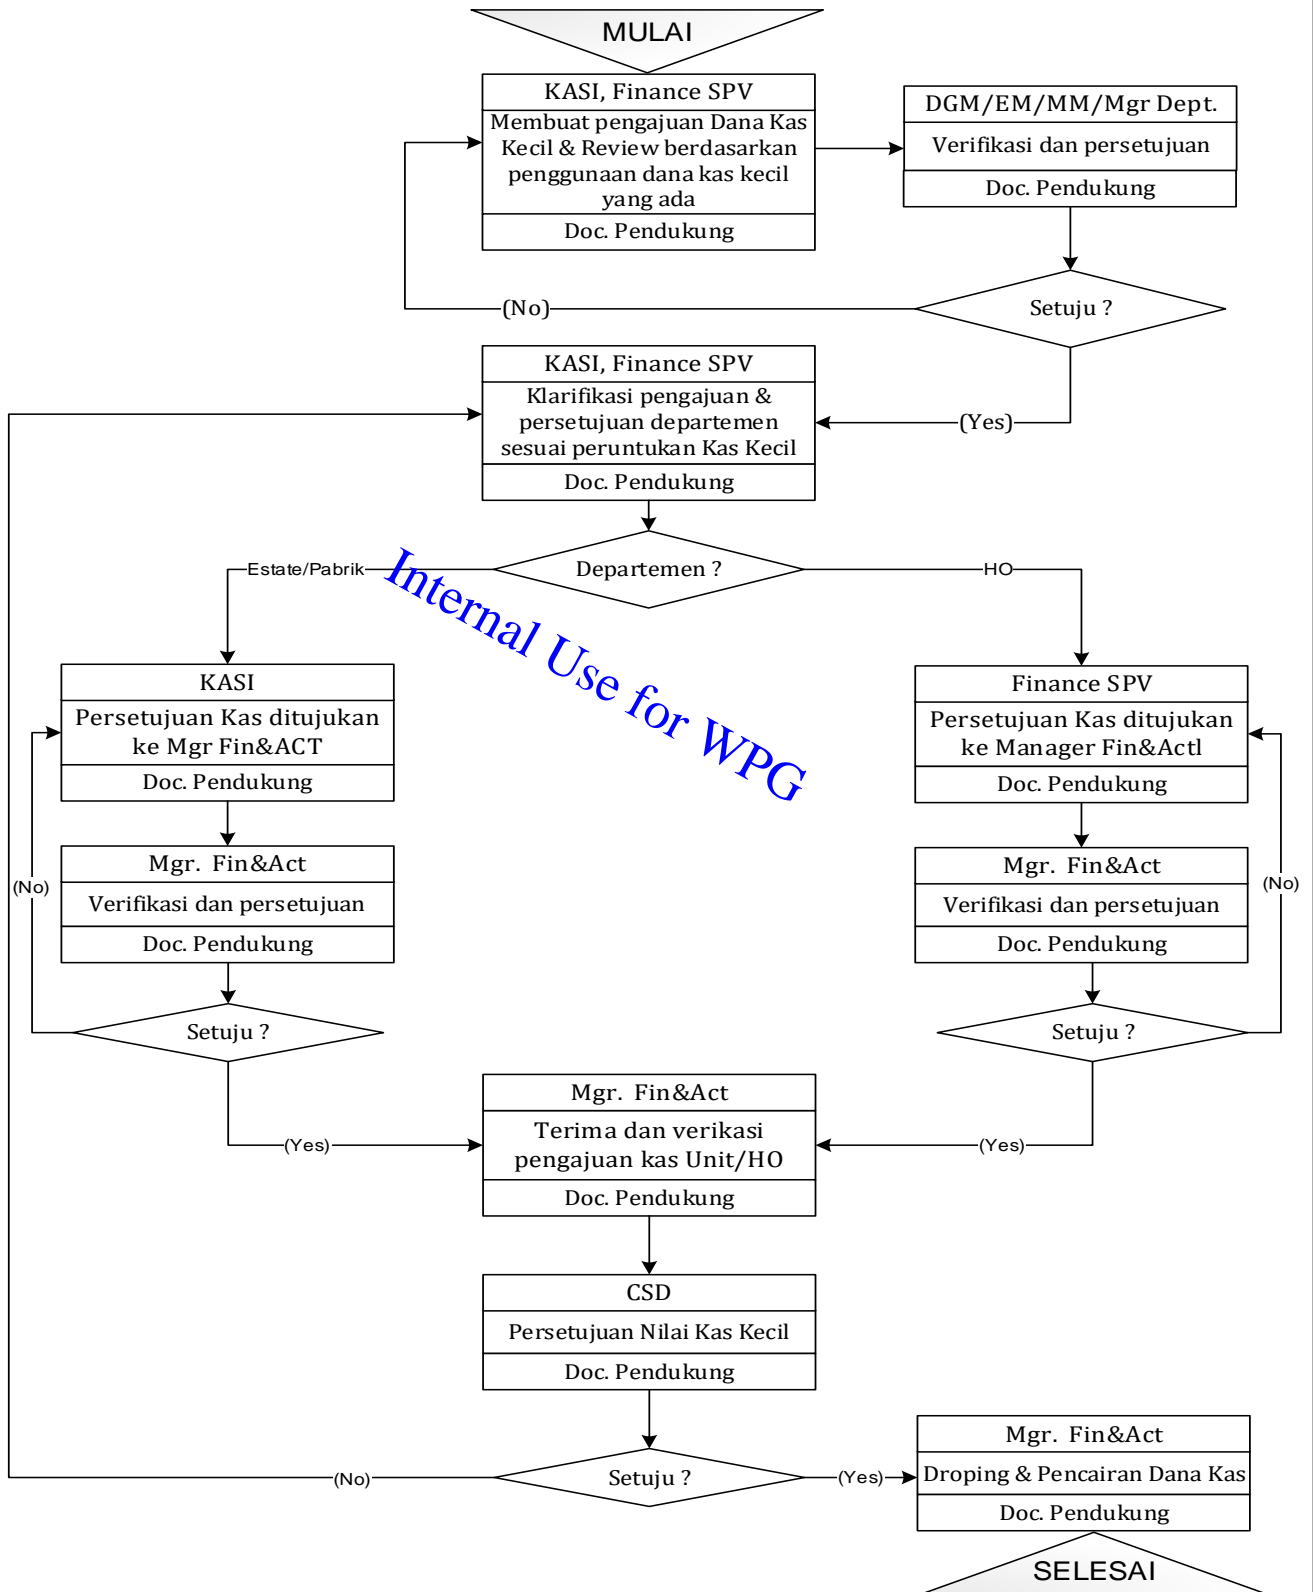 MULAI
KASI, Finance SPV
Membuat pengajuan Dana Kas
Kecil & Review berdasarkan
penggunaan dana kas kecil
yang ada
Doc. Pendukung
DGM/EM/MM/Mgr Dept.
Verifikasi dan persetujuan
Doc. Pendukung
Setuju ?
(No)
(Yes)
KASI, Finance SPV
Klarifikasi pengajuan &
persetujuan departemen
sesuai peruntukan Kas Kecil
Doc. Pendukung
Departemen ?
Estate/Pabrik
HO
Internal Use for WPG
KASI
Persetujuan Kas ditujukan
ke Mgr Fin&ACT
Doc. Pendukung
Finance SPV
Persetujuan Kas ditujukan
ke Manager Fin&Actl
Doc. Pendukung
Mgr. Fin&Act
Verifikasi dan persetujuan
Doc. Pendukung
(No)
Mgr. Fin&Act
Verifikasi dan persetujuan
Doc. Pendukung
(No)
Setuju ?
Setuju ?
(Yes)
(Yes)
Mgr. Fin&Act
Terima dan verikasi
pengajuan kas Unit/HO
Doc. Pendukung
CSD
Persetujuan Nilai Kas Kecil
Doc. Pendukung
Setuju ?
(No)
(Yes)
Mgr. Fin&Act
Droping & Pencairan Dana Kas
Doc. Pendukung
SELESAI